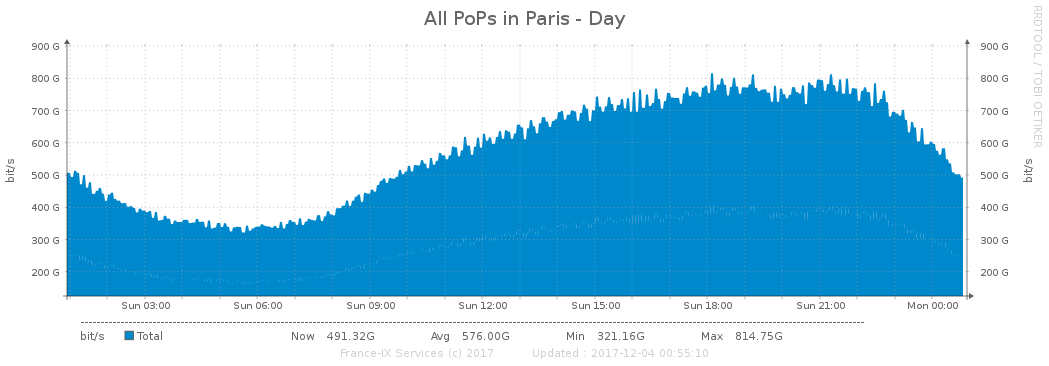 All PoPs in Paris - Day
RRDTOOL / TOBI OETIKER
900 G 900 G
800 G 800 G
700 G 700 G
600 G 600 G
500 G 500 G
400 G 400 G
300 G 300 G
200 G 200 G
bit/s bit/s
Sun 03:00 Sun 06:00 Sun 09:00 Sun 12:00 Sun 15:00 Sun 18:00 Sun 21:00 Mon 00:00
bit/s Total Now 491.32G Avg 576.00G Min 321.16G Max 814.75G
France-IX Services (c) 2017 Updated : 2017-12-04 00:55:10